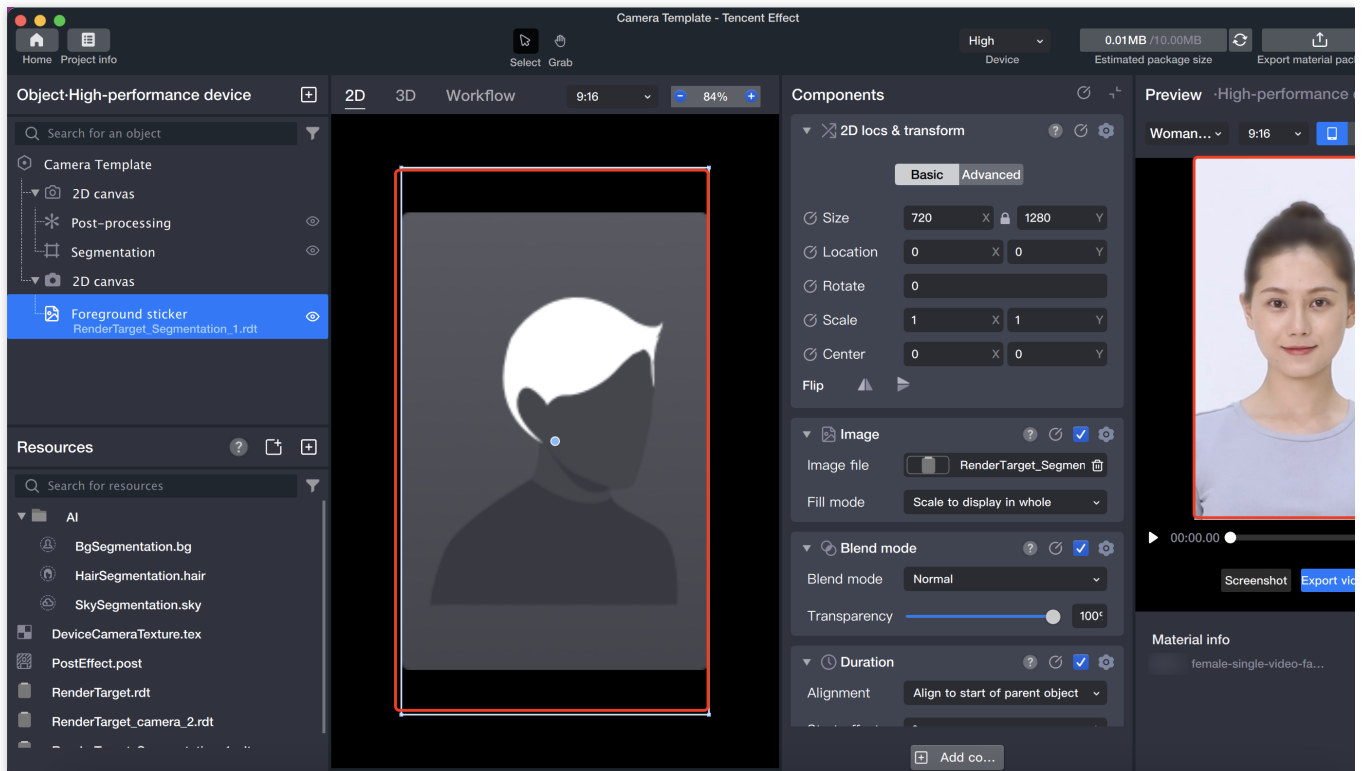 Camera Template - Tencent Effect
Home
Project info
Select
Grab
High
Device
0.01MB /10.00MB
Estimated package size
Export material pac
Object·High-performance device
Search for an object
Camera Template
2D canvas
Post-processing
Segmentation
2D canvas
Foreground sticker
RenderTarget_Segmentation_1.rdt
Resources
Search for resources
AI
BgSegmentation.bg
HairSegmentation.hair
SkySegmentation.sky
DeviceCameraTexture.tex
PostEffect.post
RenderTarget.rdt
RenderTarget_camera_2.rdt
2D 3D Workflow 9:16 84%
Components
2D locs & transform
Basic Advanced
Size 720 X 1280 Y
Location 0 X 0 Y
Rotate 0
Scale 1 X 1 Y
Center 0 X 0 Y
Flip
Image
Image file RenderTarget_Segmen
Fill mode Scale to display in whole
Blend mode
Blend mode Normal
Transparency 100
Duration
Alignment Align to start of parent object
Add co...
Preview ·High-performance
Woman... 9:16
00:00.00
Screenshot Export vid
Material info
female-single-video-fa...